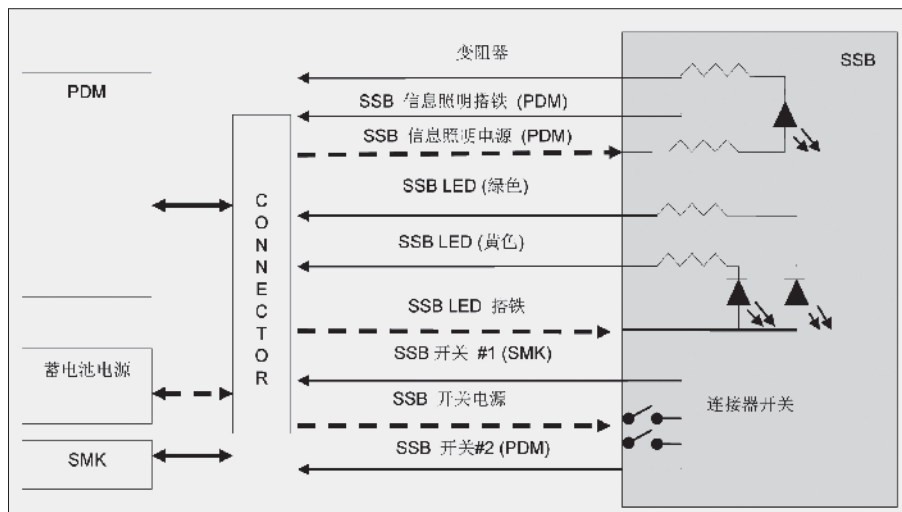 变阻器
SSB
PDM
SSB 信息照明搭铁 (PDM)
SSB 信息照明电源 (PDM)
SSB LED (绿色)
CONNECTOR
SSB LED (黄色)
SSB LED 搭铁
SSB 开关 #1 (SMK)
蓄电池电源
SSB 开关电源
连接器开关
SSB 开关#2 (PDM)
SMK